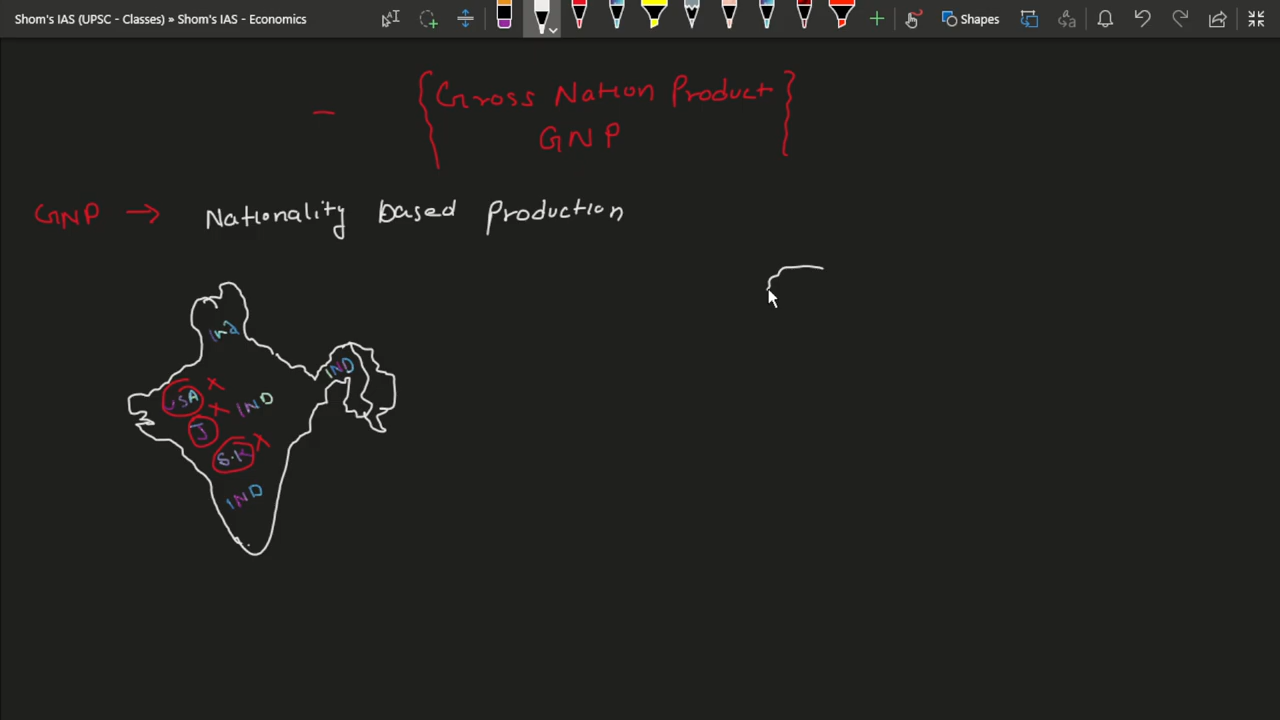 Shom's IAS (UPSC - Classes) » Shom's IAS - Economics
Shapes
Gross Nation Product
GNP
GNP → Nationality based Production
Ind
IND
USA
IND
J
S.K
IND